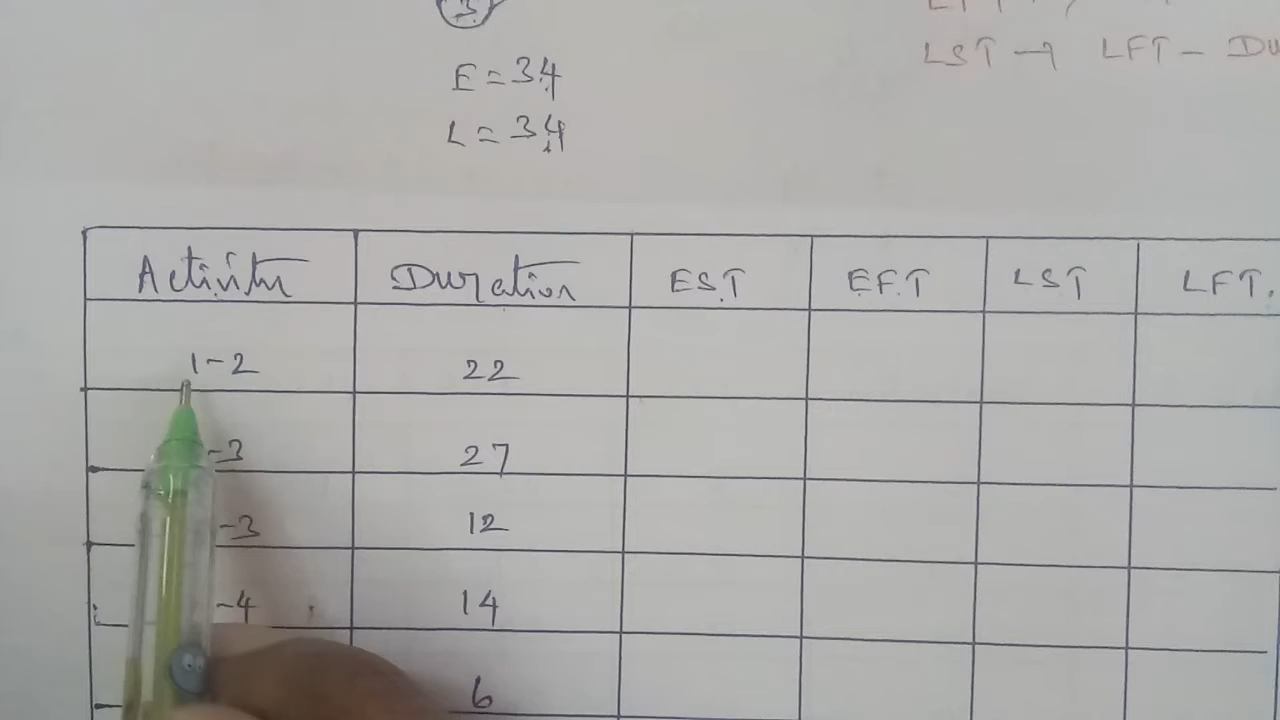 3
E = 34
L = 34
LST → LFT –
Activity Duration EST EFT LST LFT.
1-2 22
-3 27
-3 12
-4 14
6